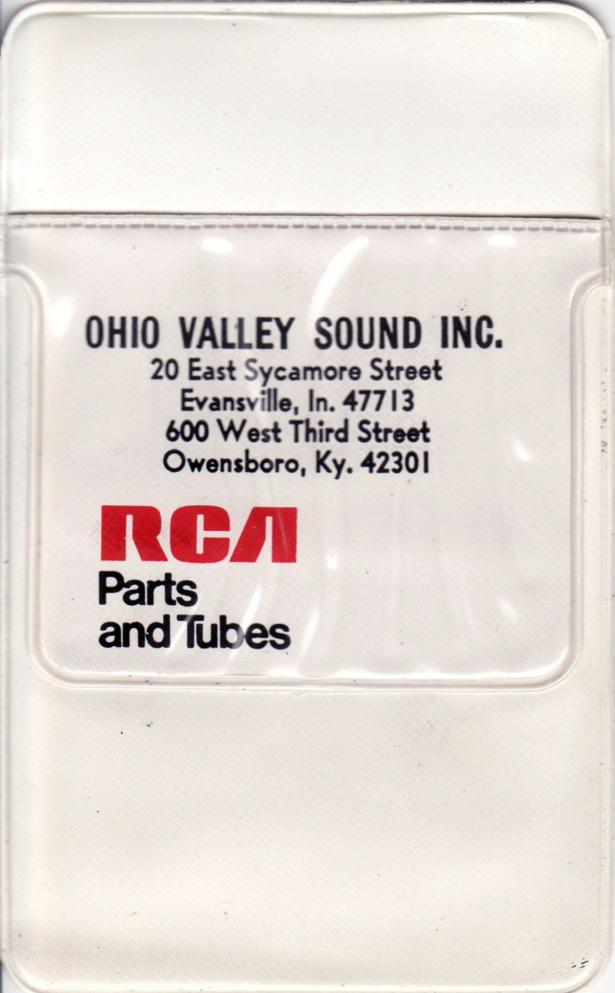 OHIO VALLEY SOUND INC.
20 East Sycamore Street
Evansville, In. 47713
600 West Third Street
Owensboro, Ky. 42301
RCA
Parts
and Tubes